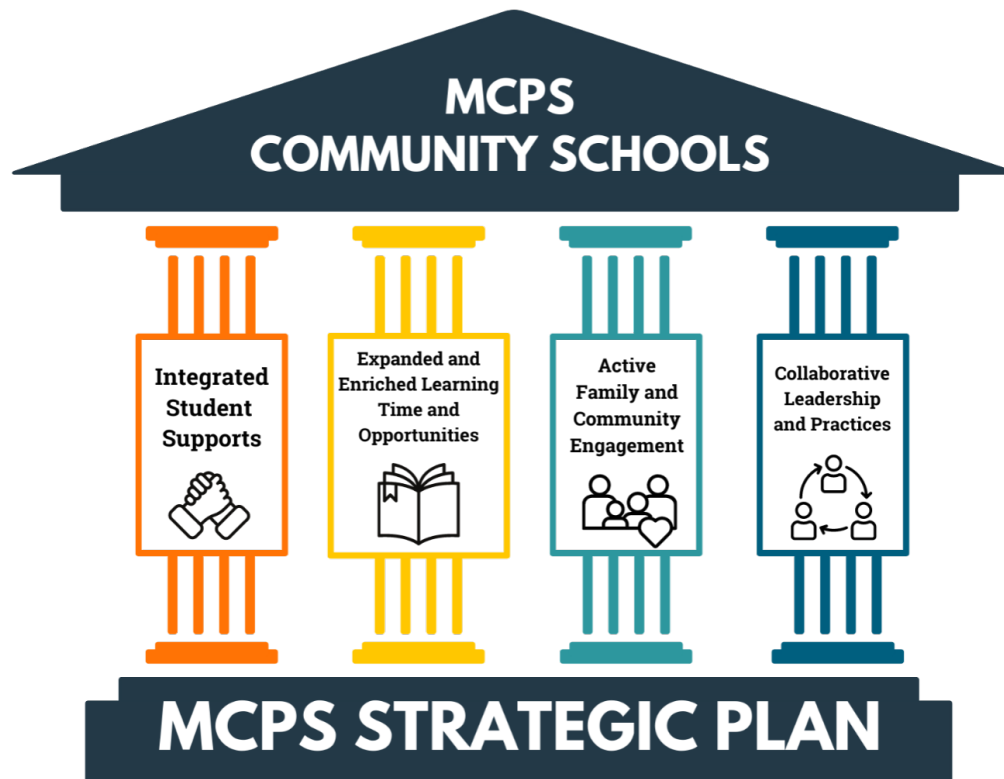 MCPS
COMMUNITY SCHOOLS
Integrated
Student
Supports
Expanded and
Enriched Learning
Time and
Opportunities
Active
Family and
Community
Engagement
Collaborative
Leadership
and Practices
MCPS STRATEGIC PLAN